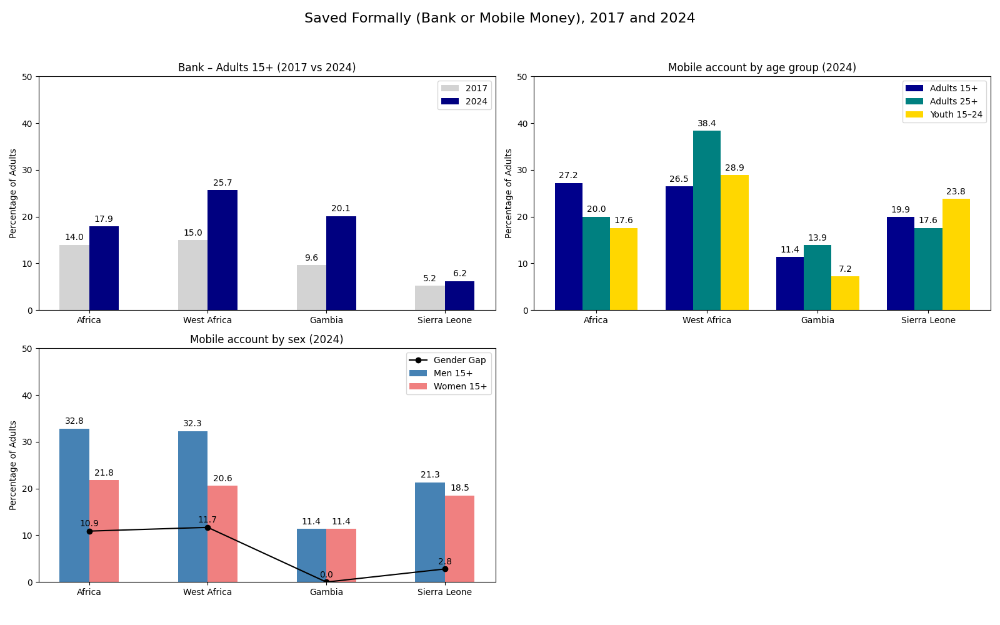 Saved Formally (Bank or Mobile Money), 2017 and 2024
Bank – Adults 15+ (2017 vs 2024)
Percentage of Adults
50
40
30
20
10
0
2017
2024
14.0
17.9
15.0
25.7
9.6
20.1
5.2
6.2
Africa
West Africa
Gambia
Sierra Leone
Mobile account by age group (2024)
Percentage of Adults
50
40
30
20
10
0
Adults 15+
Adults 25+
Youth 15–24
27.2
20.0
17.6
26.5
38.4
28.9
11.4
13.9
7.2
19.9
17.6
23.8
Africa
West Africa
Gambia
Sierra Leone
Mobile account by sex (2024)
Percentage of Adults
50
40
30
20
10
0
Gender Gap
Men 15+
Women 15+
32.8
21.8
10.9
32.3
20.6
11.7
11.4
11.4
0.0
21.3
18.5
2.8
Africa
West Africa
Gambia
Sierra Leone